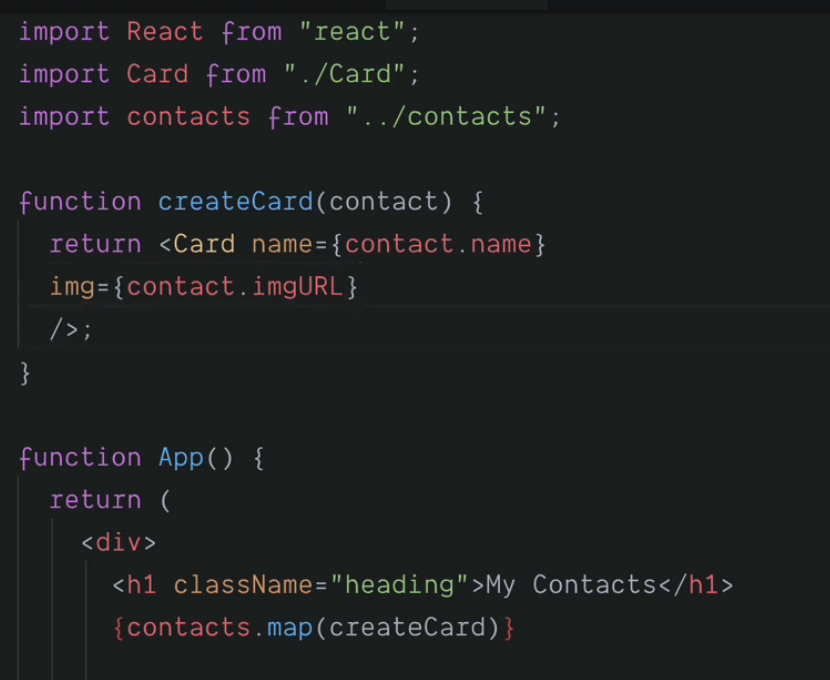 import React from "react";
import Card from "./Card";
import contacts from "../contacts";
function createCard(contact) {
return <Card name={contact.name}
img={contact.imgURL}
/>;
}
function App() {
return (
<div>
<h1 className="heading">My Contacts</h1>
{contacts.map(createCard)}